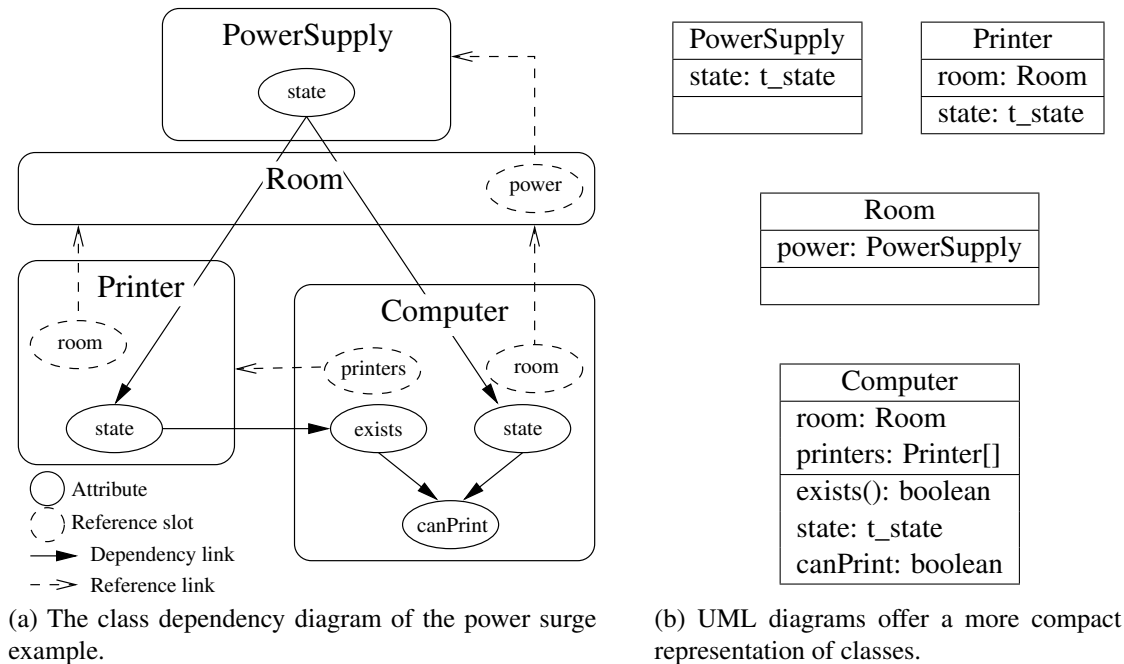 PowerSupply
state
Room
power
Printer
room
state
Computer
printers
room
exists
state
canPrint
Attribute
Reference slot
Dependency link
Reference link
(a) The class dependency diagram of the power surge
example.
PowerSupply
state: t_state
Printer
room: Room
state: t_state
Room
power: PowerSupply
Computer
room: Room
printers: Printer[]
exists(): boolean
state: t_state
canPrint: boolean
(b) UML diagrams offer a more compact
representation of classes.